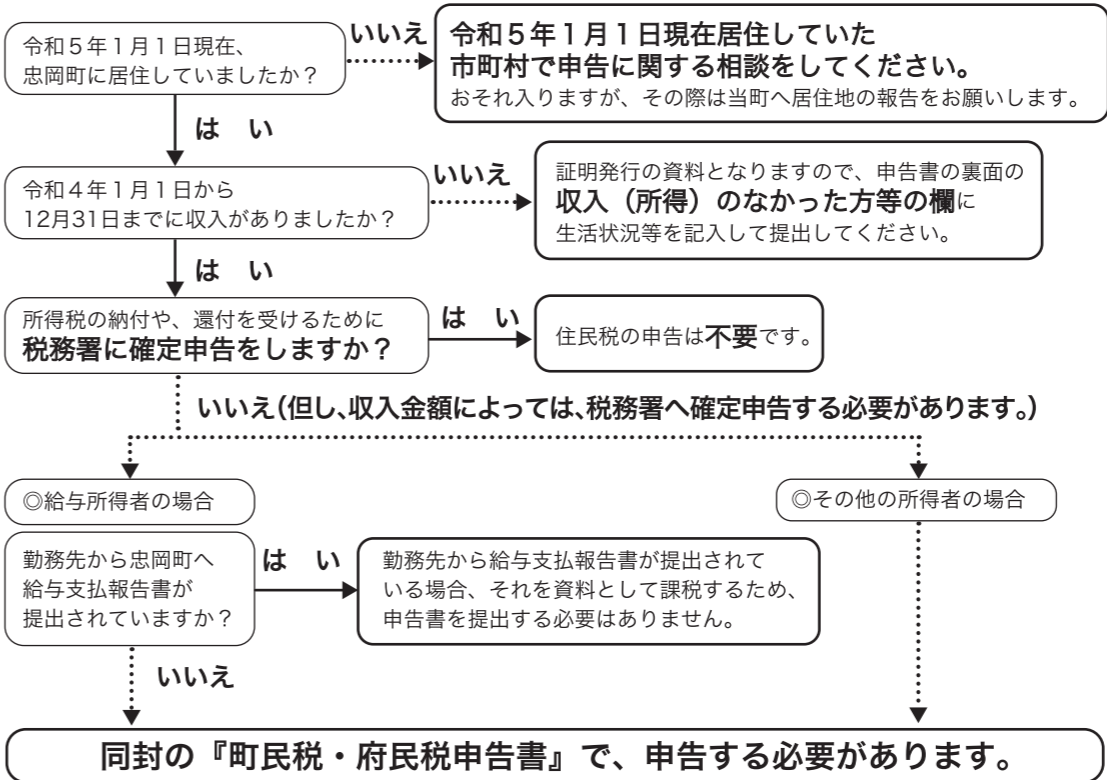 令和５年１月１日現在、
忠岡町に居住していましたか？
いいえ
令和５年１月１日現在居住していた
市町村で申告に関する相談をしてください。
おそれ入りますが、その際は当町へ居住地の報告をお願いします。
は　い
令和４年１月１日から
12月31日までに収入がありましたか？
いいえ
証明発行の資料となりますので、申告書の裏面の
収入（所得）のなかった方等の欄に
生活状況等を記入して提出してください。
は　い
所得税の納付や、還付を受けるために
税務署に確定申告をしますか？
は　い
住民税の申告は不要です。
いいえ（但し、収入金額によっては、税務署へ確定申告する必要があります。）
◎給与所得者の場合
◎その他の所得者の場合
勤務先から忠岡町へ
給与支払報告書が
提出されていますか？
は　い
勤務先から給与支払報告書が提出されて
いる場合、それを資料として課税するため、
申告書を提出する必要はありません。
いいえ
同封の『町民税・府民税申告書』で、申告する必要があります。